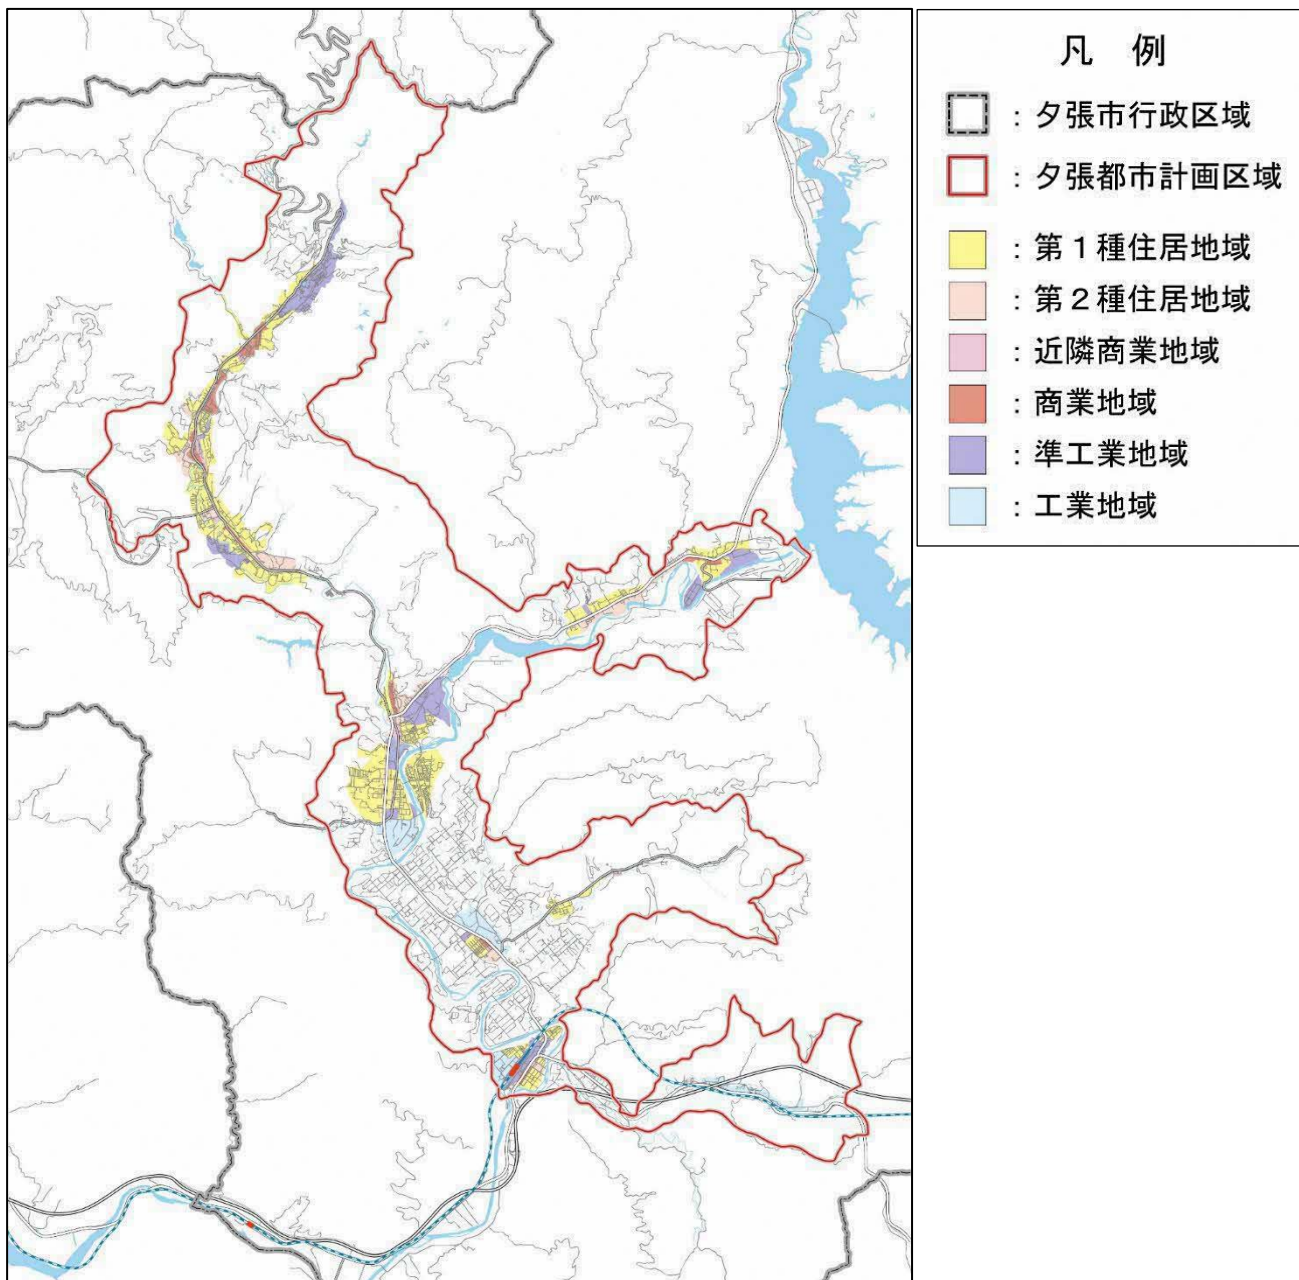 凡 例
：夕張市行政区域
：夕張都市計画区域
：第１種住居地域
：第２種住居地域
：近隣商業地域
：商業地域
：準工業地域
：工業地域